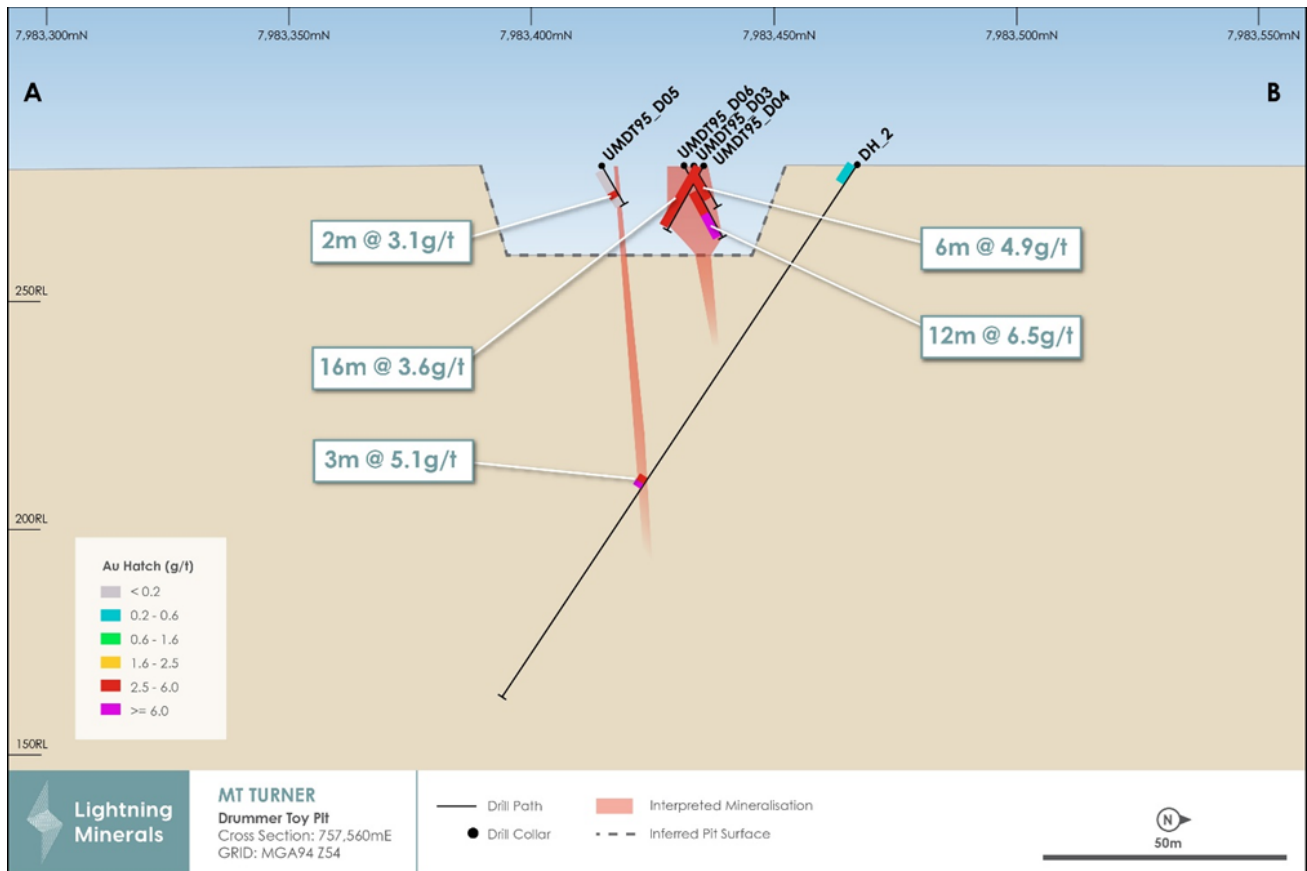 7,983,300mN
7,983,350mN
7,983,400mN
7,983,450mN
7,983,500mN
7,983,550mN
A
B
UMDT95_D05
UMDT95_D06
UMDT95_D03
UMDT95_D04
DH_2
2m @ 3.1g/t
6m @ 4.9g/t
250RL
12m @ 6.5g/t
16m @ 3.6g/t
3m @ 5.1g/t
200RL
Au Hatch (g/t)
< 0.2
0.2 - 0.6
0.6 - 1.6
1.6 - 2.5
2.5 - 6.0
>= 6.0
150RL
Lightning
Minerals
MT TURNER
Drummer Toy Pit
Cross Section: 757,560mE
GRID: MGA94 Z54
Drill Path
Drill Collar
Interpreted Mineralisation
Inferred Pit Surface
N
50m